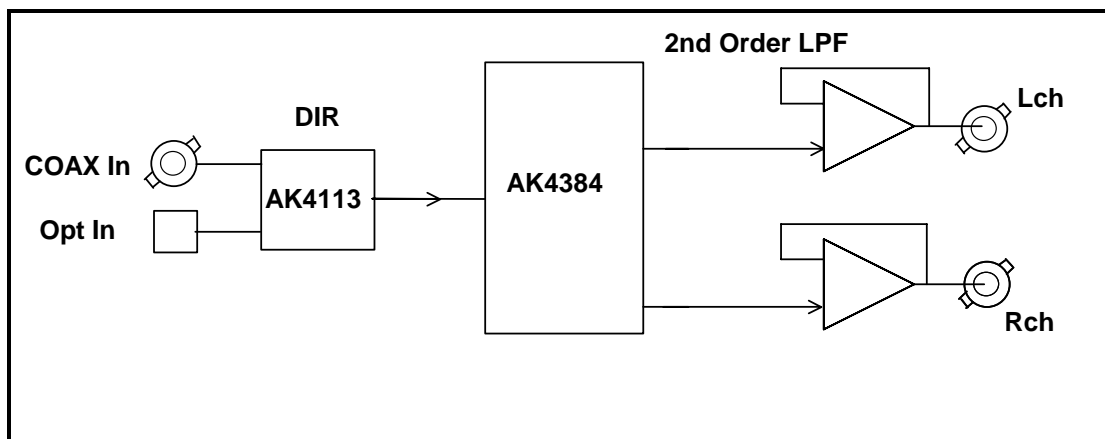 2nd Order LPF
Lch
DIR
COAX In
AK4113
AK4384
Opt In
Rch